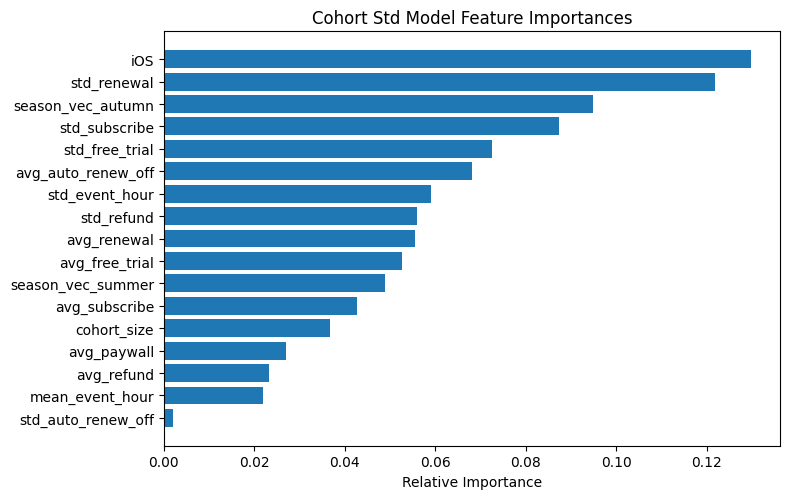 Cohort Std Model Feature Importances
iOS
std_renewal
season_vec_autumn
std_subscribe
std_free_trial
avg_auto_renew_off
std_event_hour
std_refund
avg_renewal
avg_free_trial
season_vec_summer
avg_subscribe
cohort_size
avg_paywall
avg_refund
mean_event_hour
std_auto_renew_off
0.00 0.02 0.04 0.06 0.08 0.10 0.12
Relative Importance